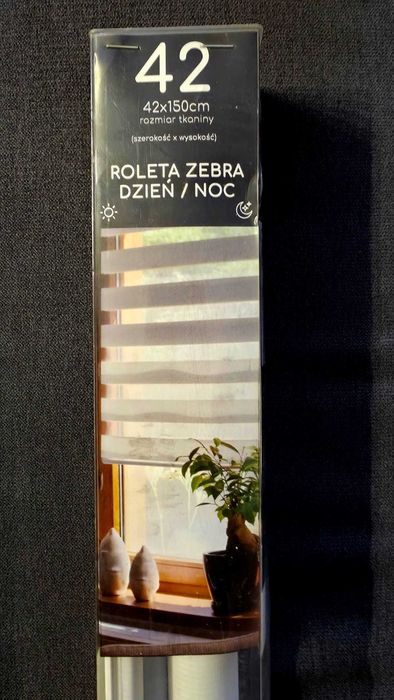 42
42x150cm
rozmiar tkaniny
(szerokość x wysokość)
ROLETA ZEBRA
DZIEŃ / NOC